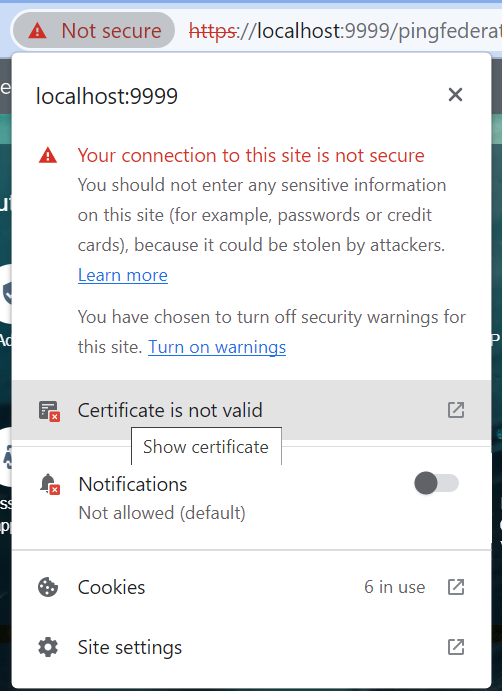 Not secure https://localhost:9999/pingfederat
localhost:9999
Your connection to this site is not secure
You should not enter any sensitive information
on this site (for example, passwords or credit
cards), because it could be stolen by attackers.
Learn more
You have chosen to turn off security warnings for
this site. Turn on warnings
Certificate is not valid
Show certificate
Notifications
Not allowed (default)
Cookies 6 in use
Site settings